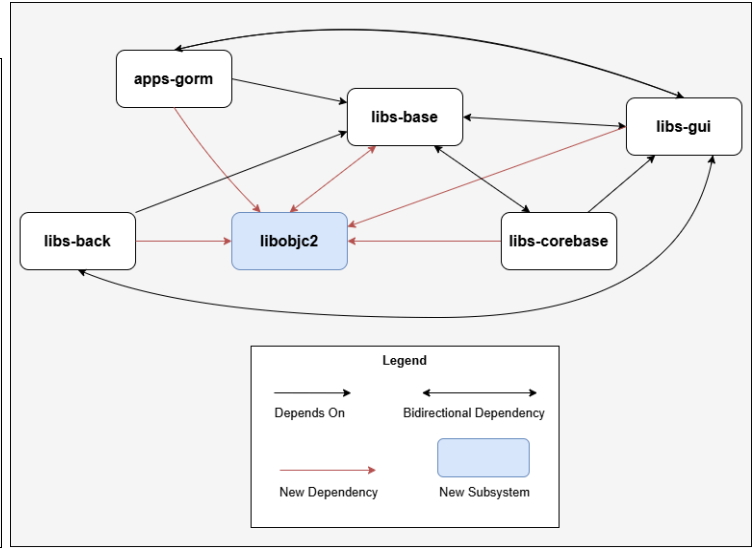 apps-gorm
libs-base
libs-gui
libs-back
libobjc2
libs-corebase
Legend
Depends On
Bidirectional Dependency
New Dependency
New Subsystem